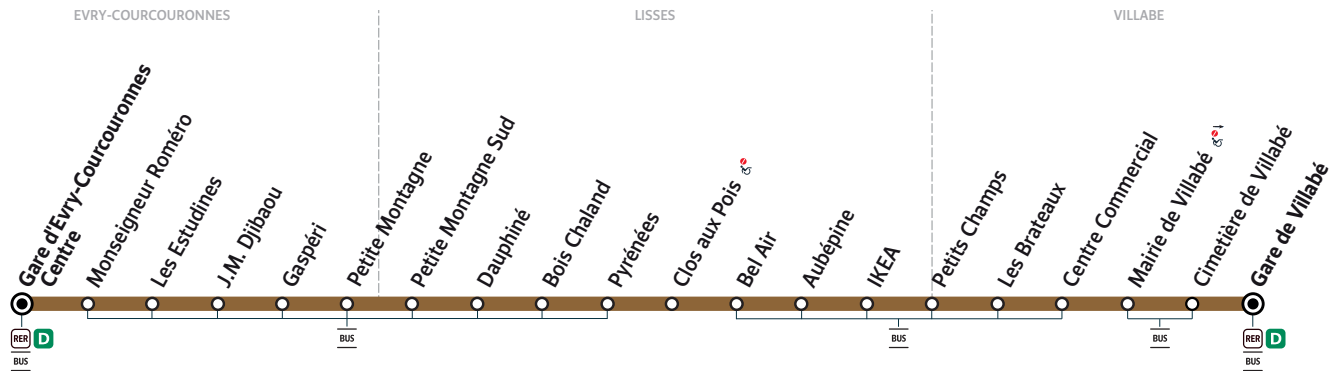 EVRY-COURCOURONNES
LISSES
VILLABE
Gare d'Evry-Courcouronnes
Centre
Monseigneur Roméro
Les Estudines
J.M. Djibaou
Gaspéri
Petite Montagne
Petite Montagne Sud
Dauphiné
Bois Chaland
Pyrénées
Clos aux Pois
Bel Air
Aubépine
IKEA
Petits Champs
Les Brateaux
Centre Commercial
Mairie de Villabé
Cimetière de Villabé
Gare de Villabé
RER D
BUS
BUS
BUS
BUS
RER D
BUS